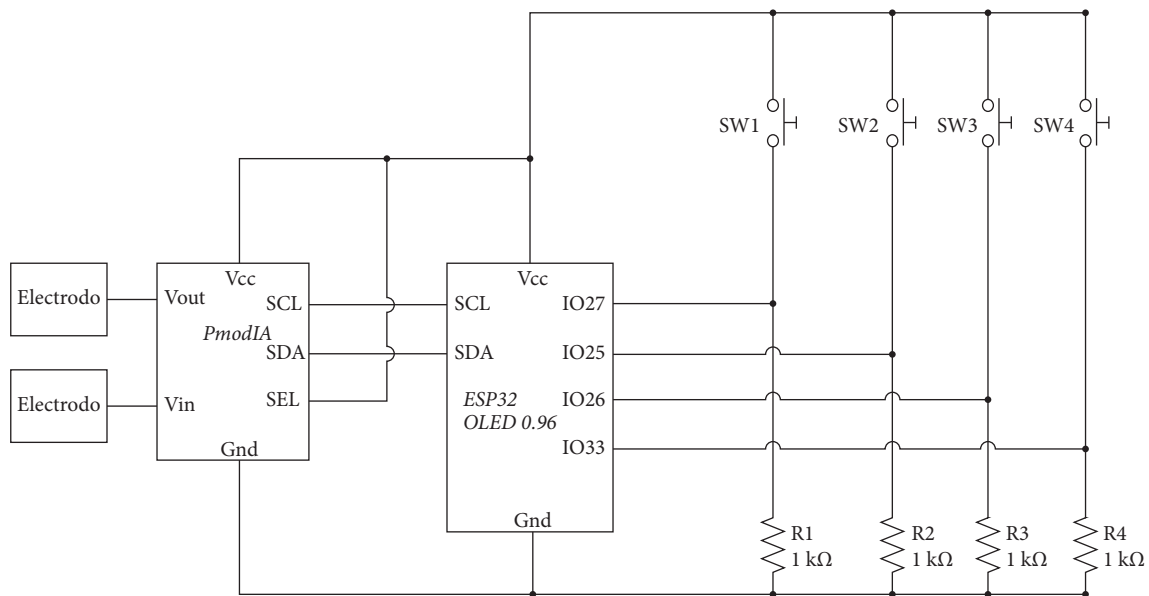 SW1
SW2
SW3
SW4
Electrodo
Electrodo
Vcc
Vout
SCL
PmodIA
SDA
Vin
SEL
Gnd
Vcc
SCL
IO27
SDA
IO25
ESP32
OLED 0.96
IO26
IO33
Gnd
R1
1 kΩ
R2
1 kΩ
R3
1 kΩ
R4
1 kΩ